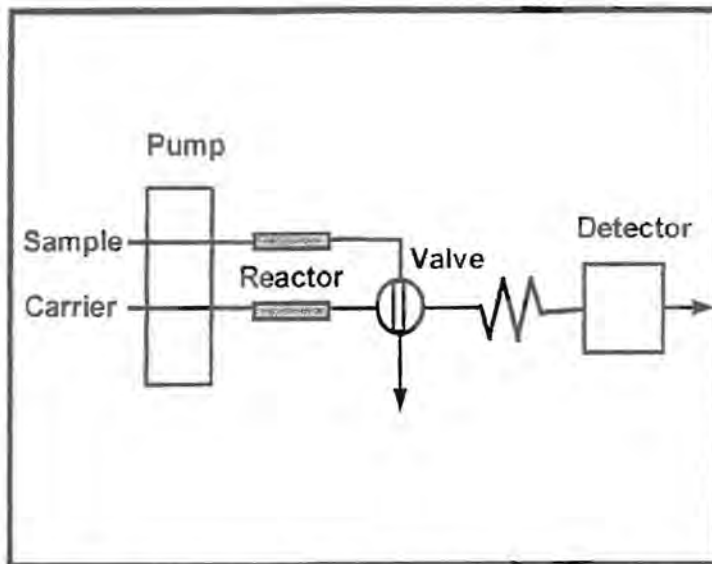 Pump
Sample
Detector
Valve
Reactor
Carrier